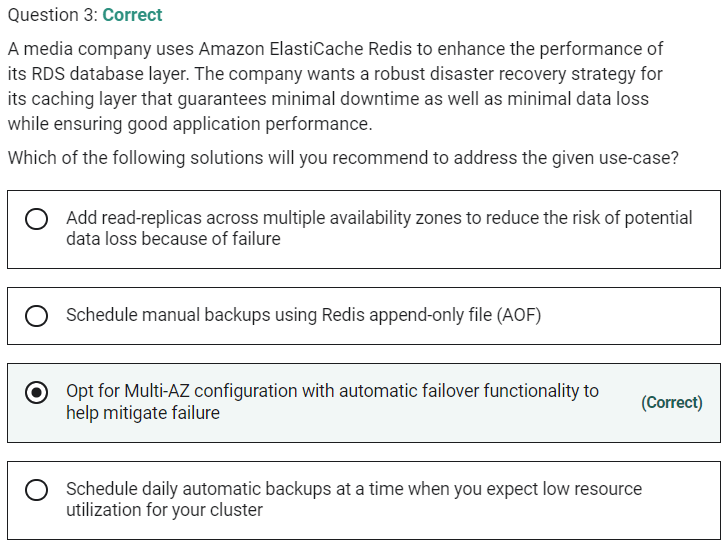 Question 3: Correct
A media company uses Amazon ElastiCache Redis to enhance the performance of
its RDS database layer. The company wants a robust disaster recovery strategy for
its caching layer that guarantees minimal downtime as well as minimal data loss
while ensuring good application performance.
Which of the following solutions will you recommend to address the given use-case?
Add read-replicas across multiple availability zones to reduce the risk of potential
data loss because of failure
Schedule manual backups using Redis append-only file (AOF)
Opt for Multi-AZ configuration with automatic failover functionality to
help mitigate failure
(Correct)
Schedule daily automatic backups at a time when you expect low resource
utilization for your cluster